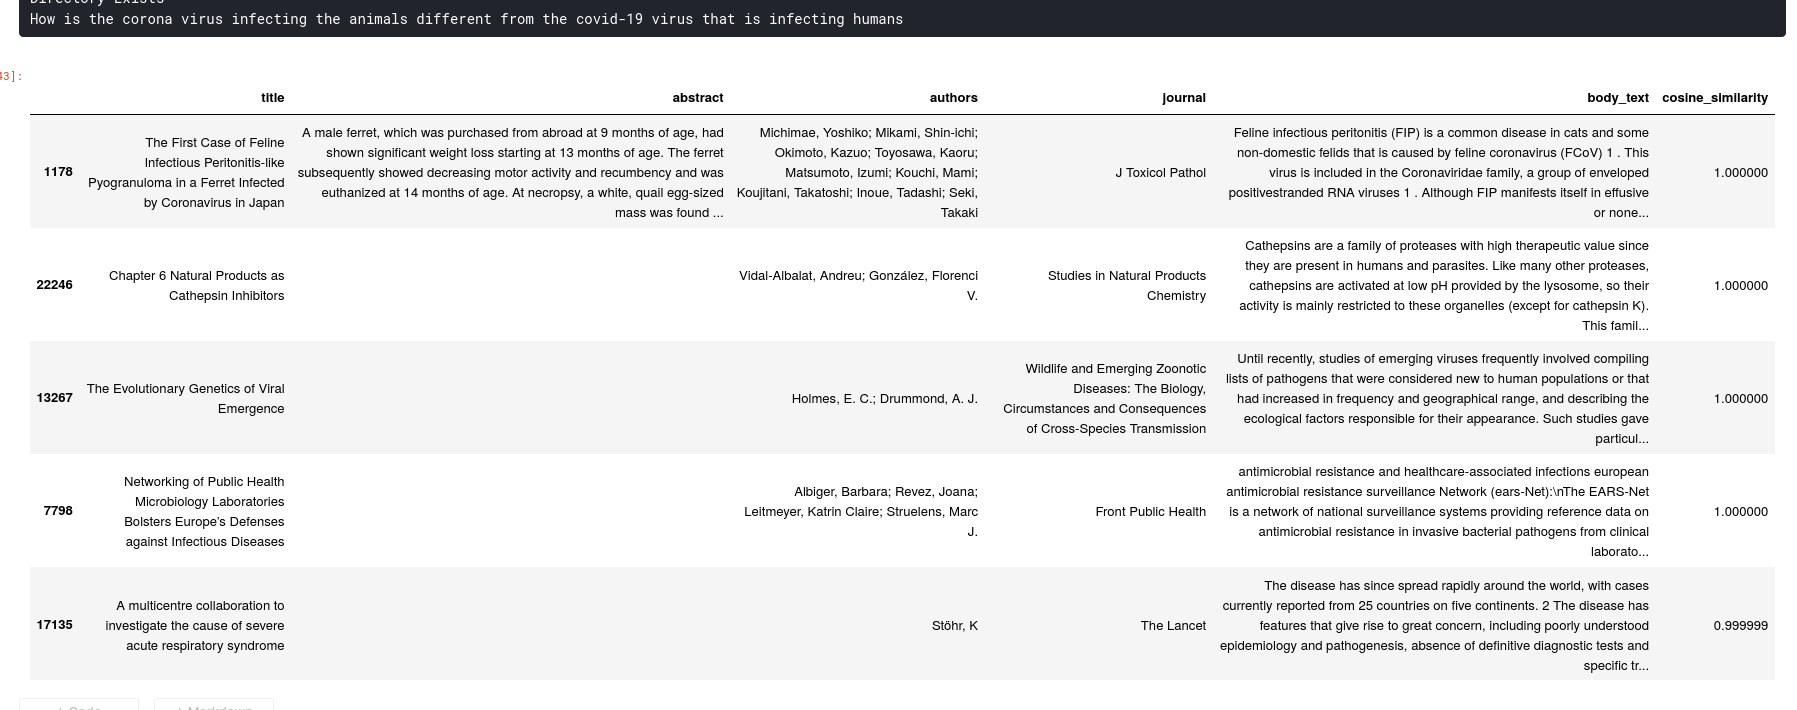 Directory Exists
How is the corona virus infecting the animals different from the covid-19 virus that is infecting humans
43]:
title abstract authors journal body_text cosine_similarity
1178
The First Case of Feline
Infectious Peritonitis-like
Pyogranuloma in a Ferret Infected
by Coronavirus in Japan
A male ferret, which was purchased from abroad at 9 months of age, had
shown significant weight loss starting at 13 months of age. The ferret
subsequently showed decreasing motor activity and recumbency and was
euthanized at 14 months of age. At necropsy, a white, quail egg-sized
mass was found ...
Michimae, Yoshiko; Mikami, Shin-ichi;
Okimoto, Kazuo; Toyosawa, Kaoru;
Matsumoto, Izumi; Kouchi, Mami;
Koujitani, Takatoshi; Inoue, Tadashi; Seki,
Takaki
J Toxicol Pathol
Feline infectious peritonitis (FIP) is a common disease in cats and some
non-domestic felids that is caused by feline coronavirus (FCoV) 1 . This
virus is included in the Coronaviridae family, a group of enveloped
positivestranded RNA viruses 1 . Although FIP manifests itself in effusive
or none...
1.000000
22246
Chapter 6 Natural Products as
Cathepsin Inhibitors
Vidal-Albalat, Andreu; González, Florenci
V.
Studies in Natural Products
Chemistry
Cathepsins are a family of proteases with high therapeutic value since
they are present in humans and parasites. Like many other proteases,
cathepsins are activated at low pH provided by the lysosome, so their
activity is mainly restricted to these organelles (except for cathepsin K).
This famil...
1.000000
13267
The Evolutionary Genetics of Viral
Emergence
Holmes, E. C.; Drummond, A. J.
Wildlife and Emerging Zoonotic
Diseases: The Biology,
Circumstances and Consequences
of Cross-Species Transmission
Until recently, studies of emerging viruses frequently involved compiling
lists of pathogens that were considered new to human populations or that
had increased in frequency and geographical range, and describing the
ecological factors responsible for their appearance. Such studies gave
particul...
1.000000
7798
Networking of Public Health
Microbiology Laboratories
Bolsters Europe's Defenses
against Infectious Diseases
Albiger, Barbara; Revez, Joana;
Leitmeyer, Katrin Claire; Struelens, Marc
J.
Front Public Health
antimicrobial resistance and healthcare-associated infections european
antimicrobial resistance surveillance Network (ears-Net):\nThe EARS-Net
is a network of national surveillance systems providing reference data on
antimicrobial resistance in invasive bacterial pathogens from clinical
laborato...
1.000000
17135
A multicentre collaboration to
investigate the cause of severe
acute respiratory syndrome
Stöhr, K
The Lancet
The disease has since spread rapidly around the world, with cases
currently reported from 25 countries on five continents. 2 The disease has
features that give rise to great concern, including poorly understood
epidemiology and pathogenesis, absence of definitive diagnostic tests and
specific tr...
0.999999
+ Code
+ Markdown